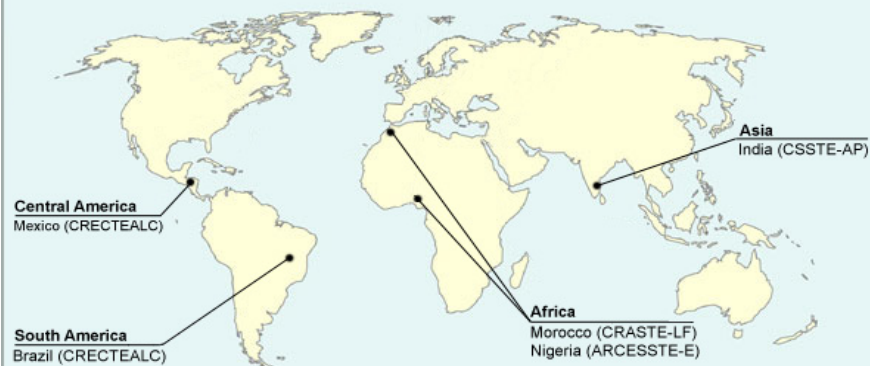 Asia
India (CSSTE-AP)
Central America
Mexico (CRECTEALC)
Africa
Morocco (CRASTE-LF)
Nigeria (ARCESSTE-E)
South America
Brazil (CRECTEALC)